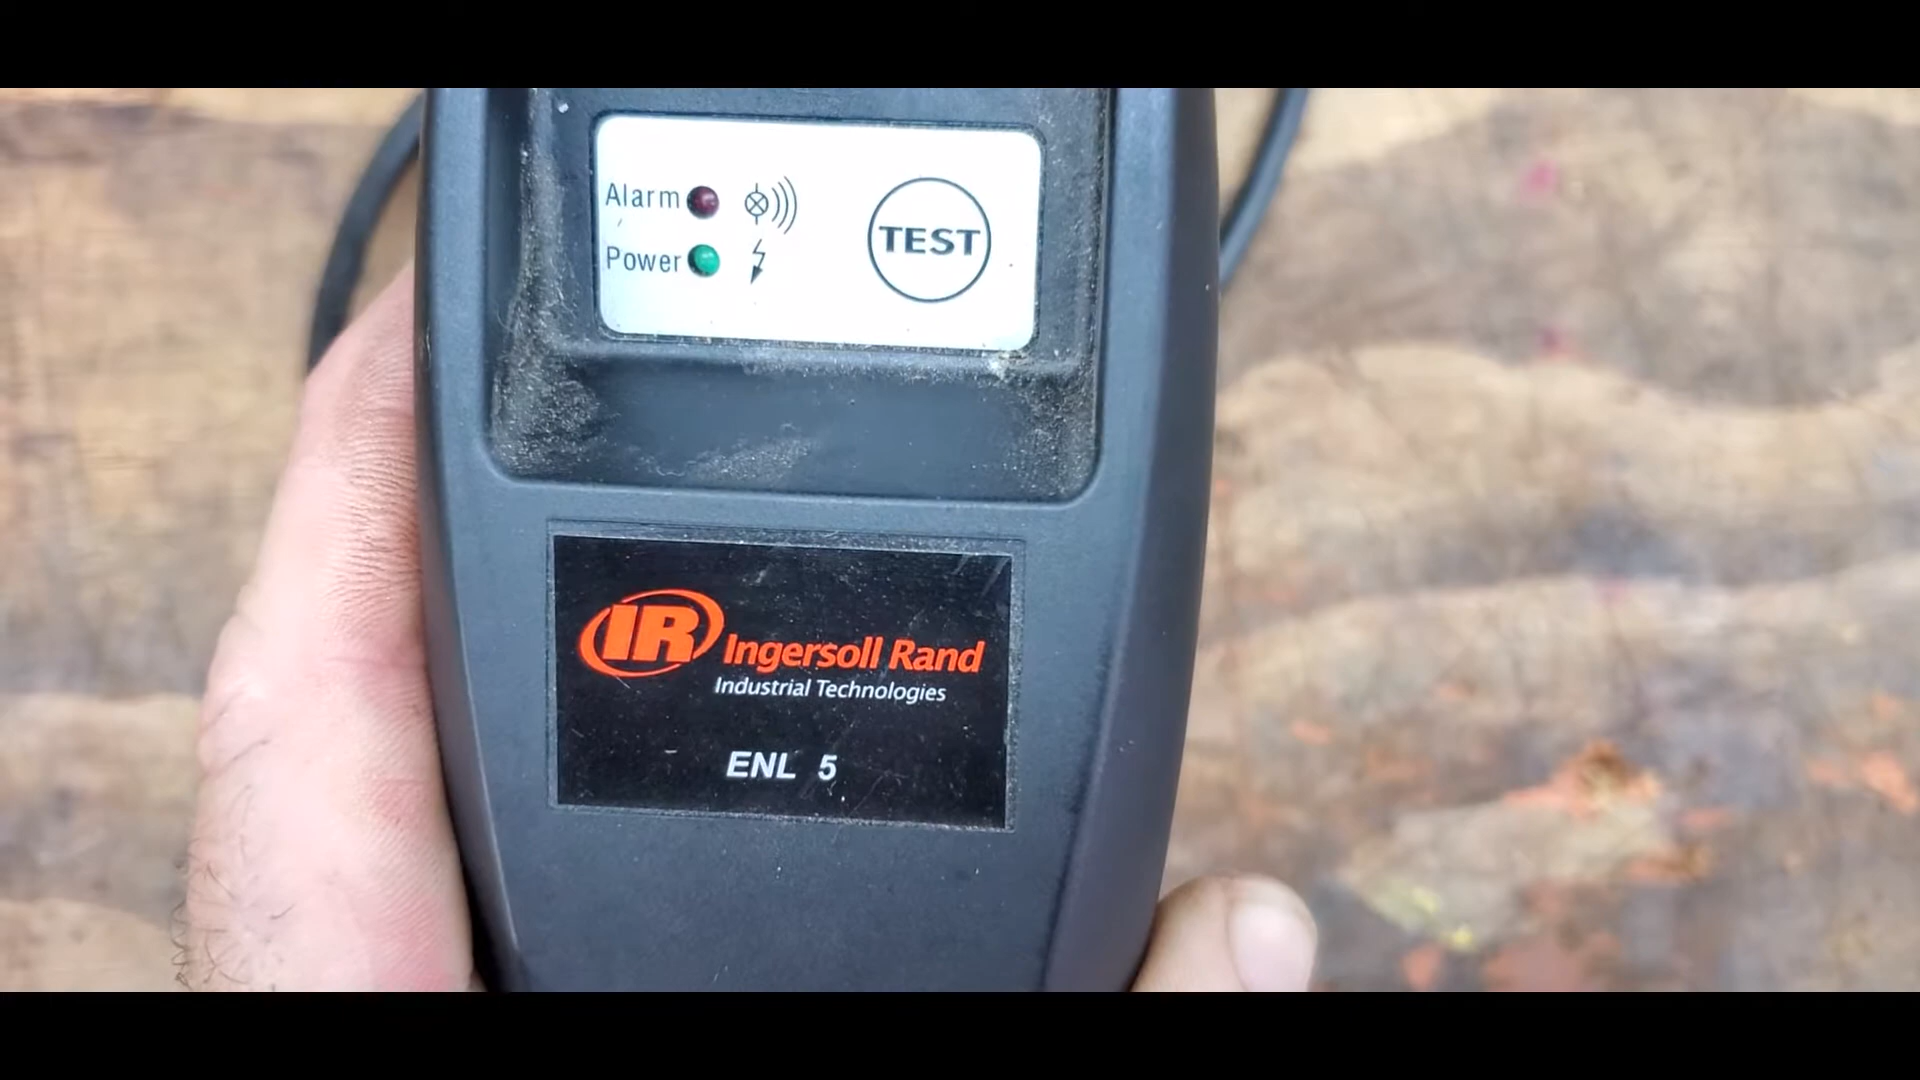 Alarm
Power
TEST
IR Ingersoll Rand
Industrial Technologies
ENL 5